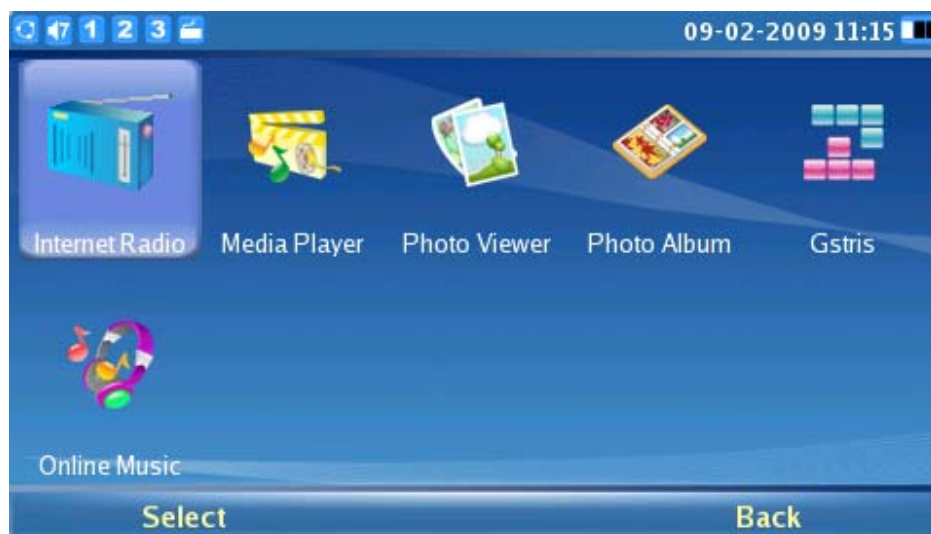 7 1 2 3 09-02-2009 11:15
Internet Radio Media Player Photo Viewer Photo Album Gstris
Online Music
Select Back